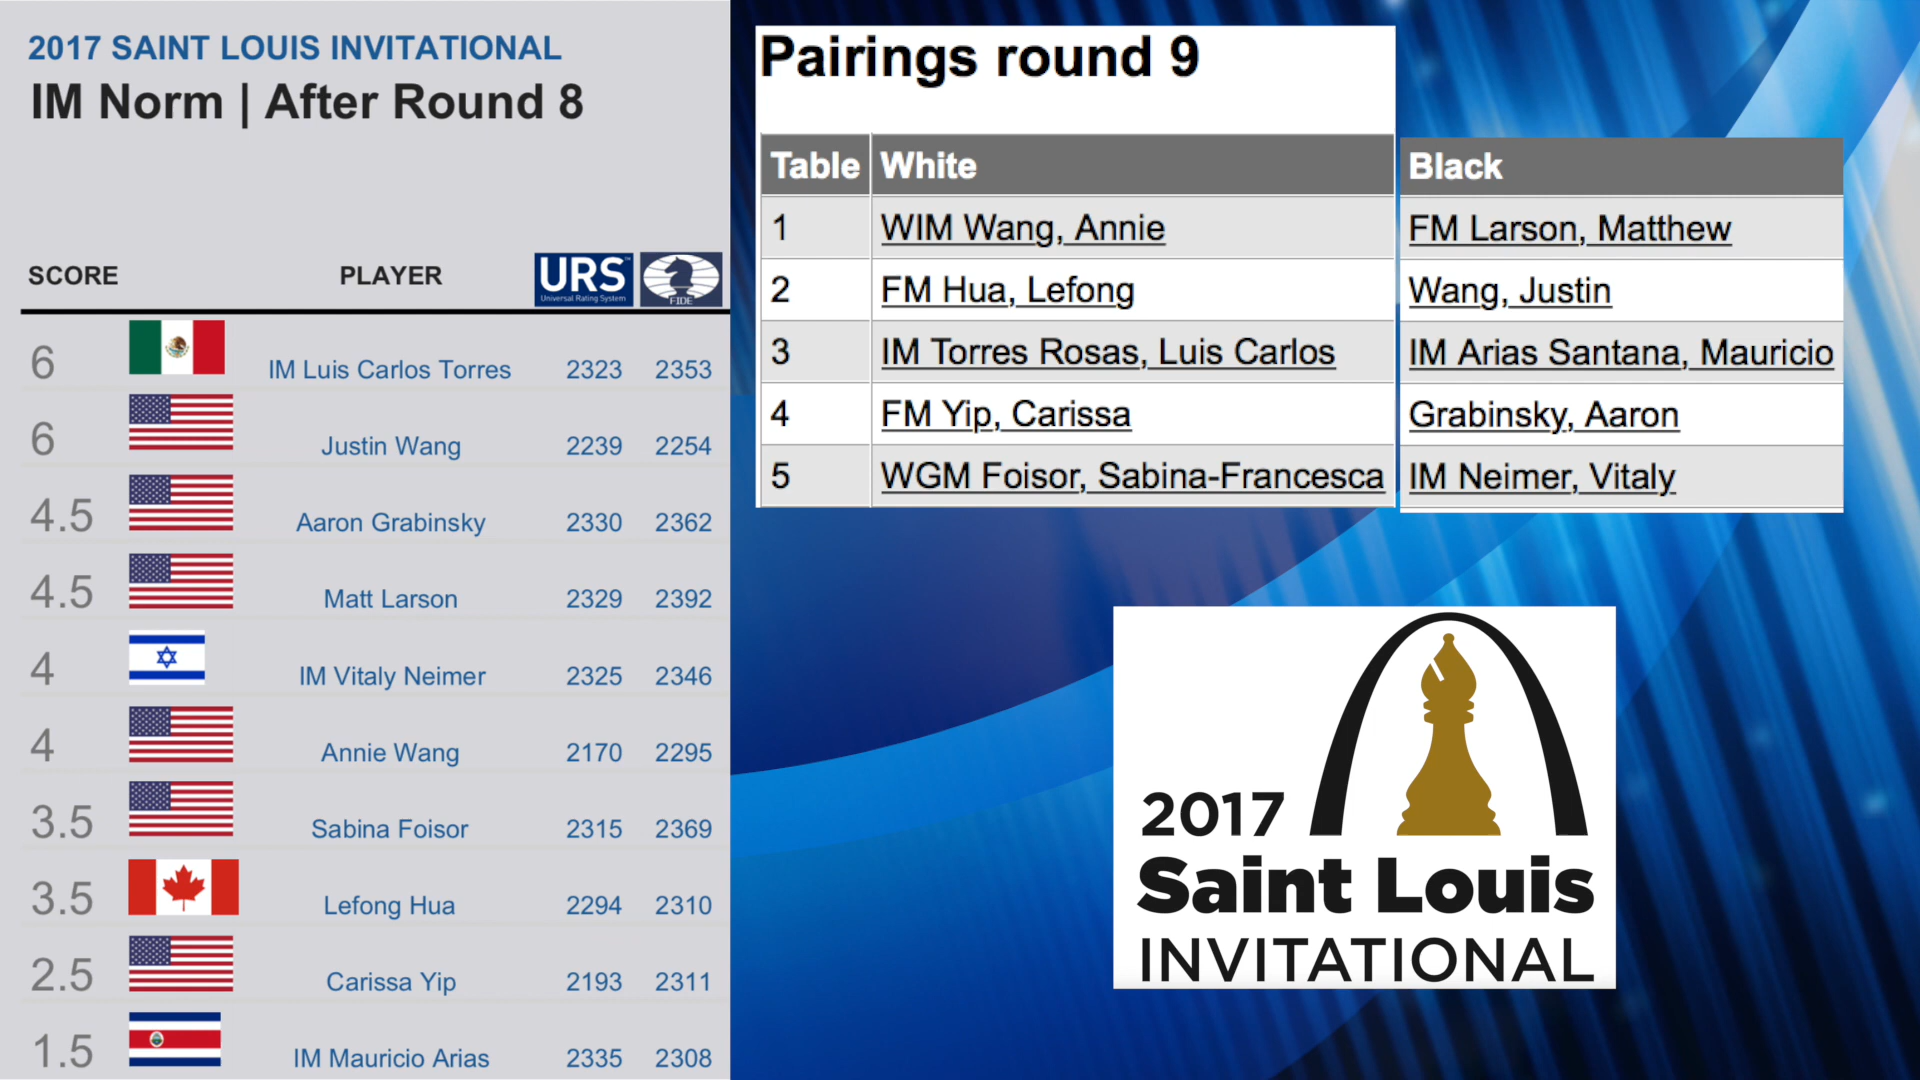 2017 SAINT LOUIS INVITATIONAL
IM Norm | After Round 8
SCORE PLAYER URS™ Universal Rating System FIDE
6 IM Luis Carlos Torres 2323 2353
6 Justin Wang 2239 2254
4.5 Aaron Grabinsky 2330 2362
4.5 Matt Larson 2329 2392
4 IM Vitaly Neimer 2325 2346
4 Annie Wang 2170 2295
3.5 Sabina Foisor 2315 2369
3.5 Lefong Hua 2294 2310
2.5 Carissa Yip 2193 2311
1.5 IM Mauricio Arias 2335 2308
Pairings round 9
Table White Black
1 WIM Wang, Annie FM Larson, Matthew
2 FM Hua, Lefong Wang, Justin
3 IM Torres Rosas, Luis Carlos IM Arias Santana, Mauricio
4 FM Yip, Carissa Grabinsky, Aaron
5 WGM Foisor, Sabina-Francesca IM Neimer, Vitaly
2017
Saint Louis
INVITATIONAL